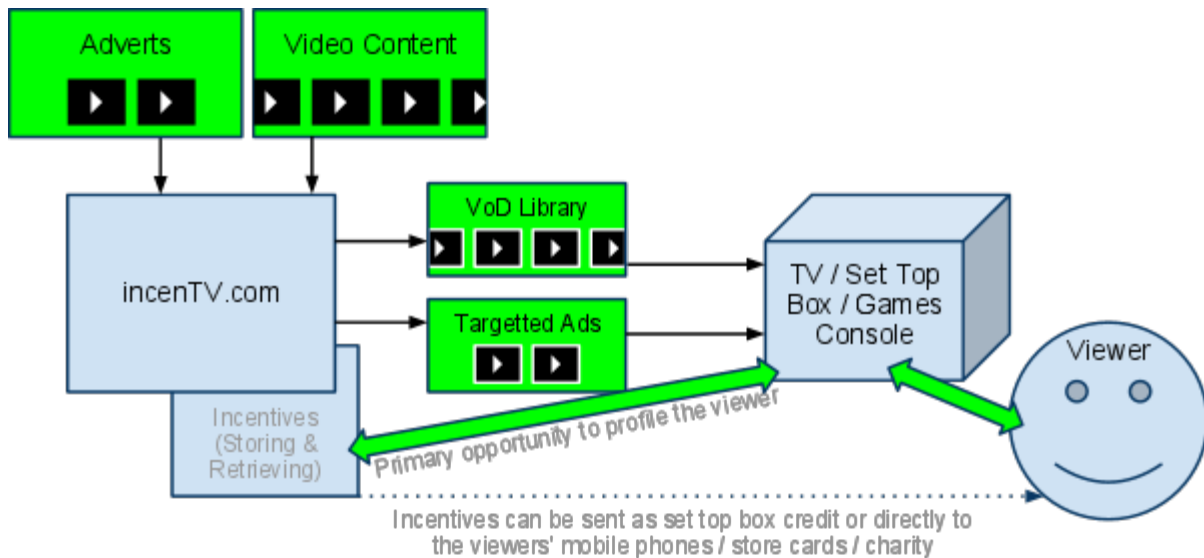 Adverts
Video Content
VoD Library
incenTV.com
Targetted Ads
TV / Set Top
Box / Games
Console
Viewer
Incentives
(Storing &
Retrieving)
Primary opportunity to profile the viewer
Incentives can be sent as set top box credit or directly to
the viewers' mobile phones / store cards / charity